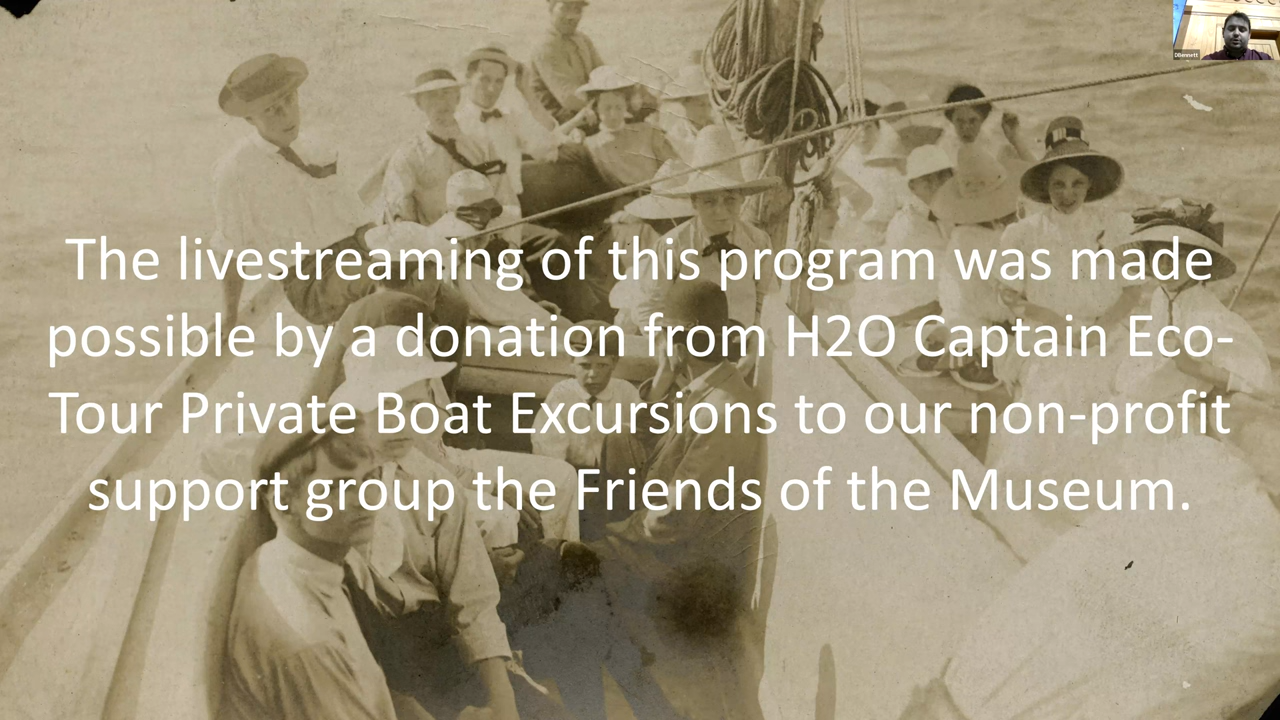 DBennett
The livestreaming of this program was made
possible by a donation from H2O Captain Eco-
Tour Private Boat Excursions to our non-profit
support group the Friends of the Museum.